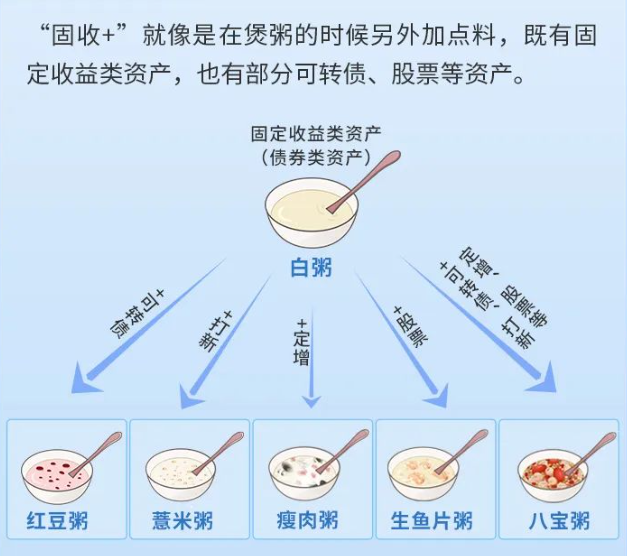 “固收+”就像是在煲粥的时候另外加点料，既有固
定收益类资产，也有部分可转债、股票等资产。
固定收益类资产
（债券类资产）
白粥
+可转债
+打新
+定增
+股票
+可转债、
定增、股票
打新等
红豆粥
薏米粥
瘦肉粥
生鱼片粥
八宝粥